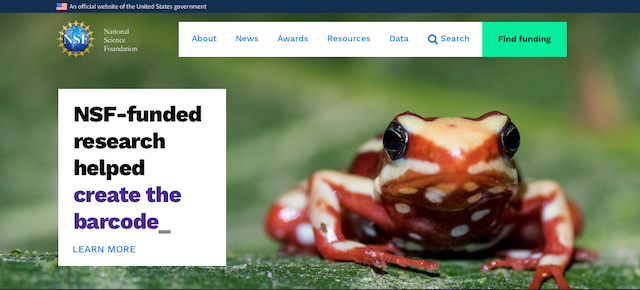 An official website of the United States government
NSF
National
Science
Foundation
About
News
Awards
Resources
Data
Search
Find funding
NSF-funded
research
helped
create the
barcode_
LEARN MORE